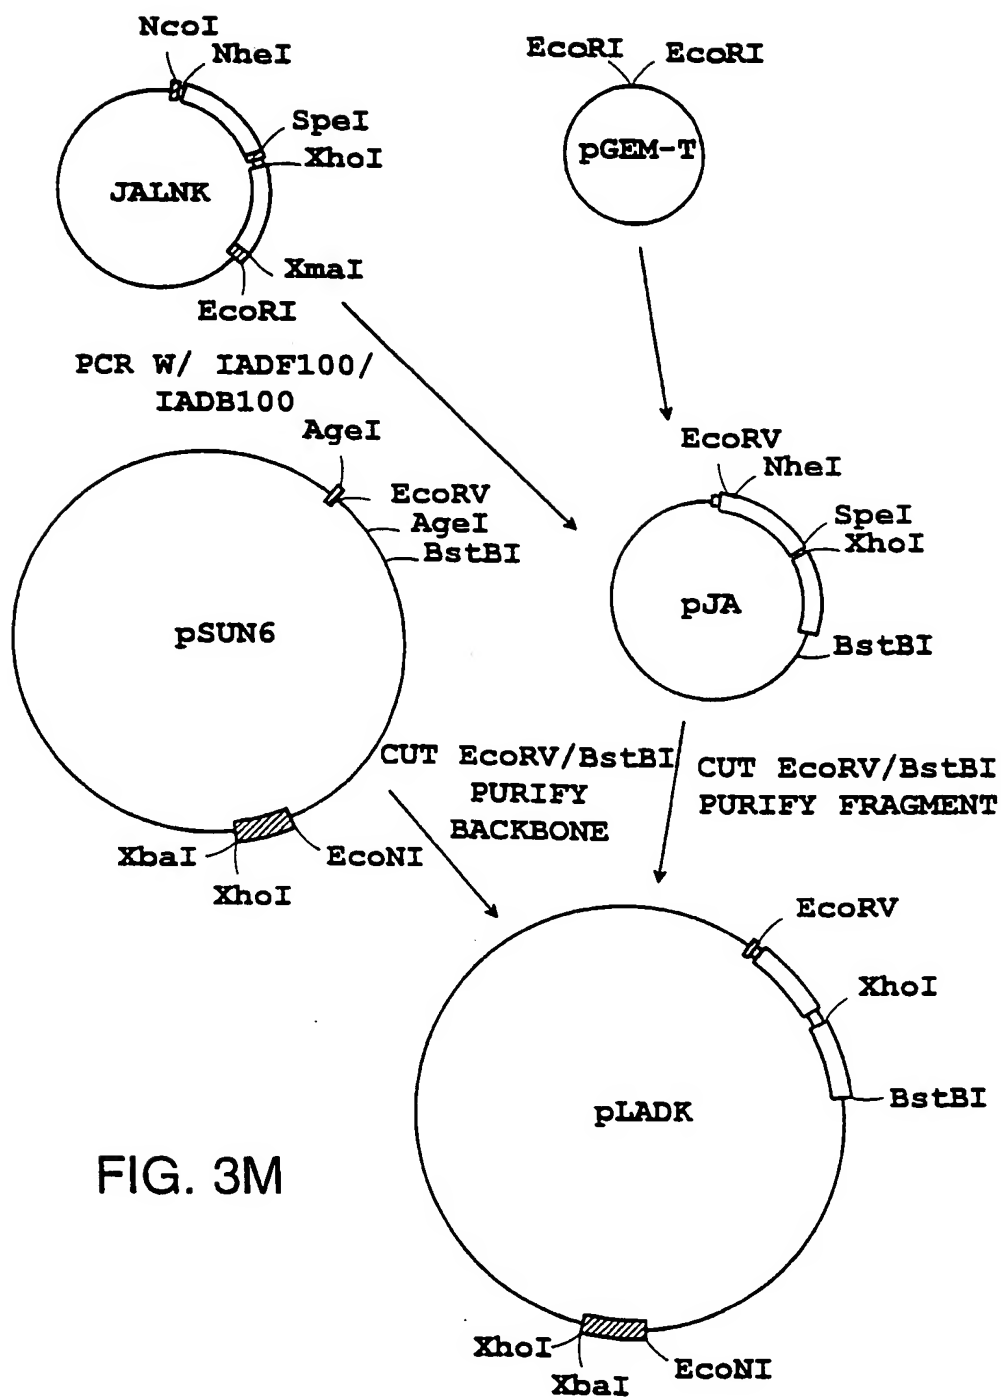 NcoI
NheI
SpeI
XhoI
JALNK
XmaI
EcoRI
EcoRI
EcoRI
pGEM-T
PCR W/ IADF100/
IADB100
AgeI
EcoRV
AgeI
BstBI
pSUN6
XbaI
XhoI
EcoNI
EcoRV
NheI
SpeI
XhoI
pJA
BstBI
CUT EcoRV/BstBI
PURIFY
BACKBONE
CUT EcoRV/BstBI
PURIFY FRAGMENT
EcoRV
XhoI
BstBI
pLADK
XhoI
XbaI
EcoNI
FIG. 3M